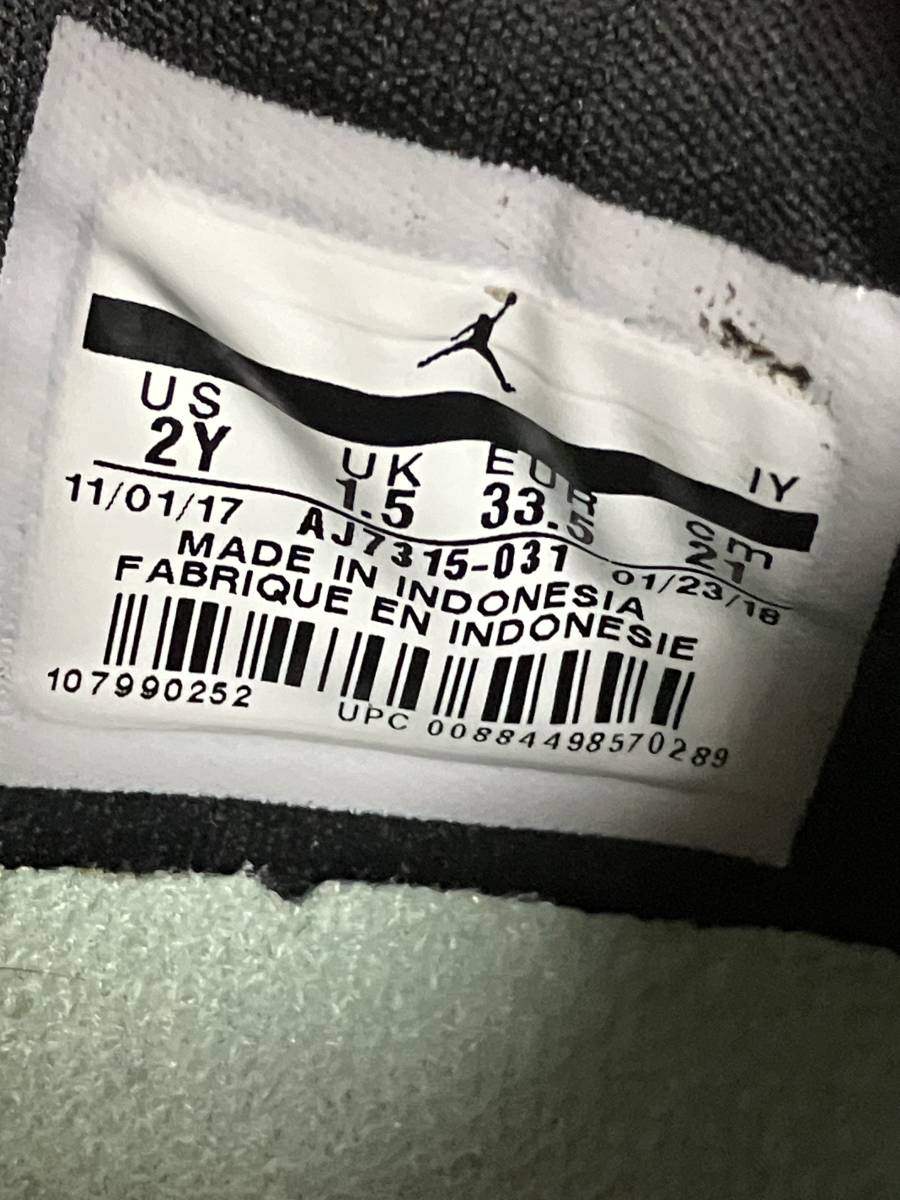 IY
US UK EUR cm
2Y 1.5 33.5 21
11/01/17 AJ7315-031 01/23/18
MADE IN INDONESIA
FABRIQUE EN INDONESIE
107990252 UPC 00884498570289